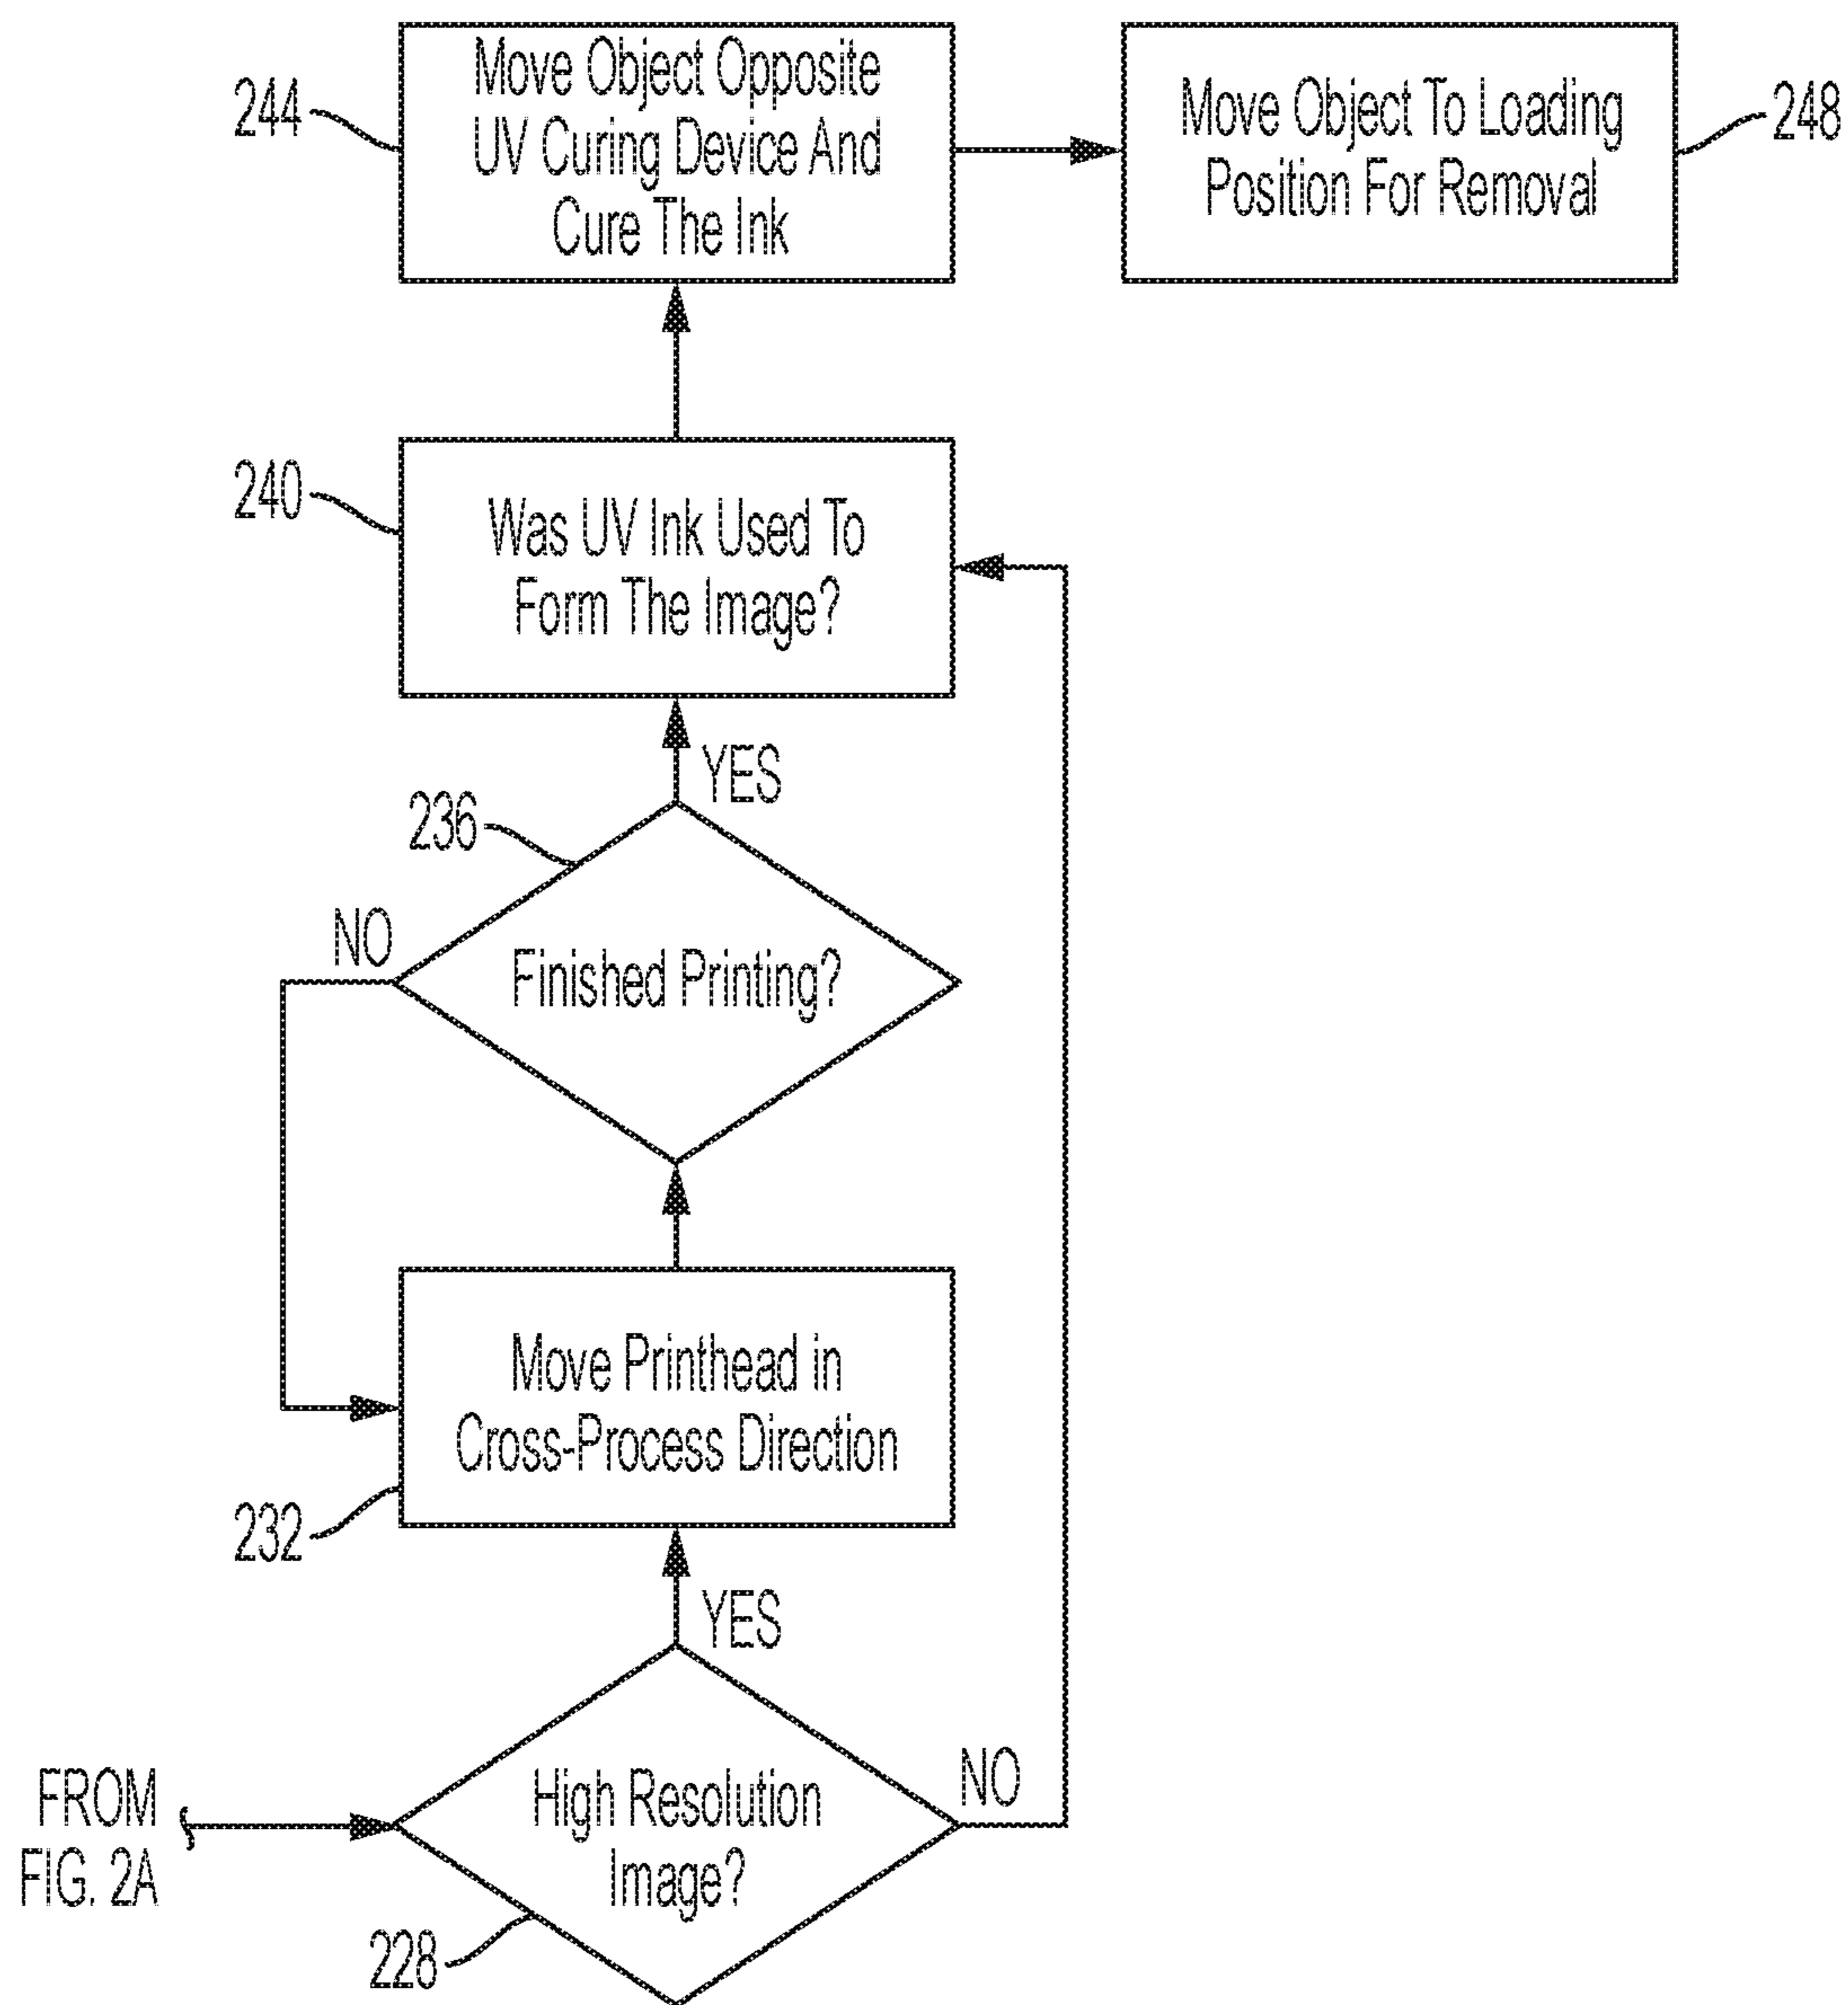 244
Move Object Opposite
UV Curing Device And
Cure The Ink
Move Object To Loading
Position For Removal
248
240
Was UV Ink Used To
Form The Image?
YES
236
NO
Finished Printing?
Move Printhead in
Cross-Process Direction
232
YES
FROM
FIG. 2A
High Resolution
Image?
NO
228